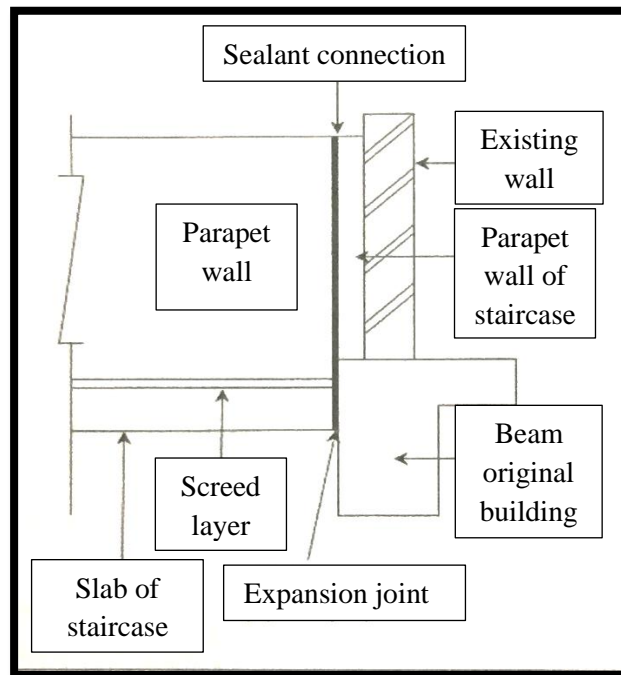 Sealant connection
Existing
wall
Parapet
wall
Parapet
wall of
staircase
Beam
original
building
Screed
layer
Slab of
staircase
Expansion joint